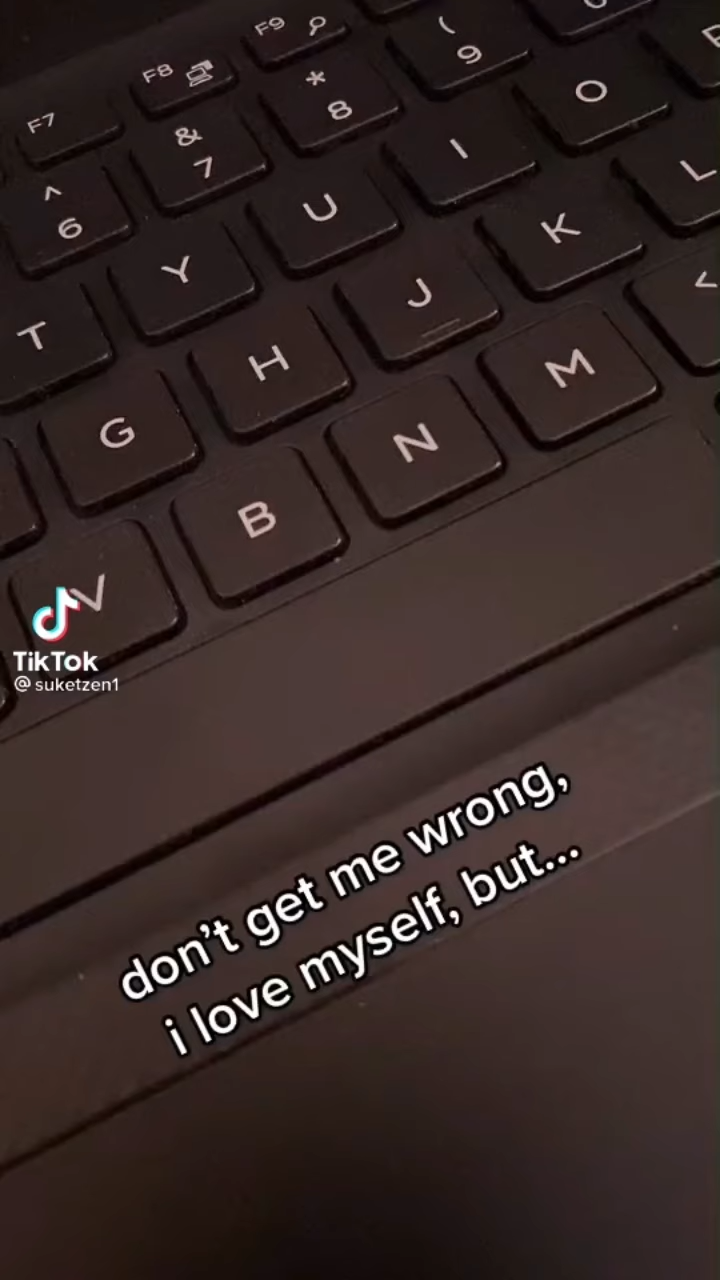 F7 F8 F9
^ & * (
6 7 8 9
T Y U I O
G H J K L
V B N M <
TikTok
@suketzen1
don't get me wrong,
i love myself, but...